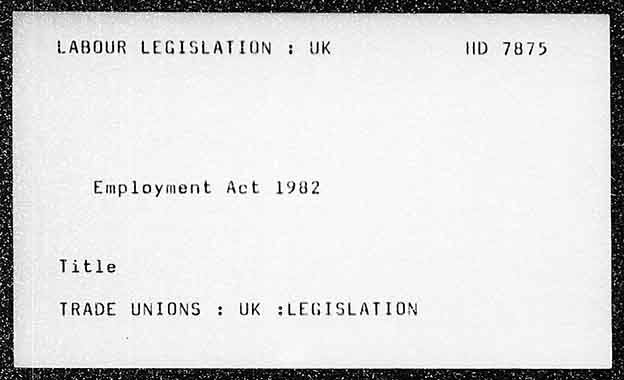 LABOUR LEGISLATION : UK HD 7875
Employment Act 1982
Title
TRADE UNIONS : UK :LEGISLATION